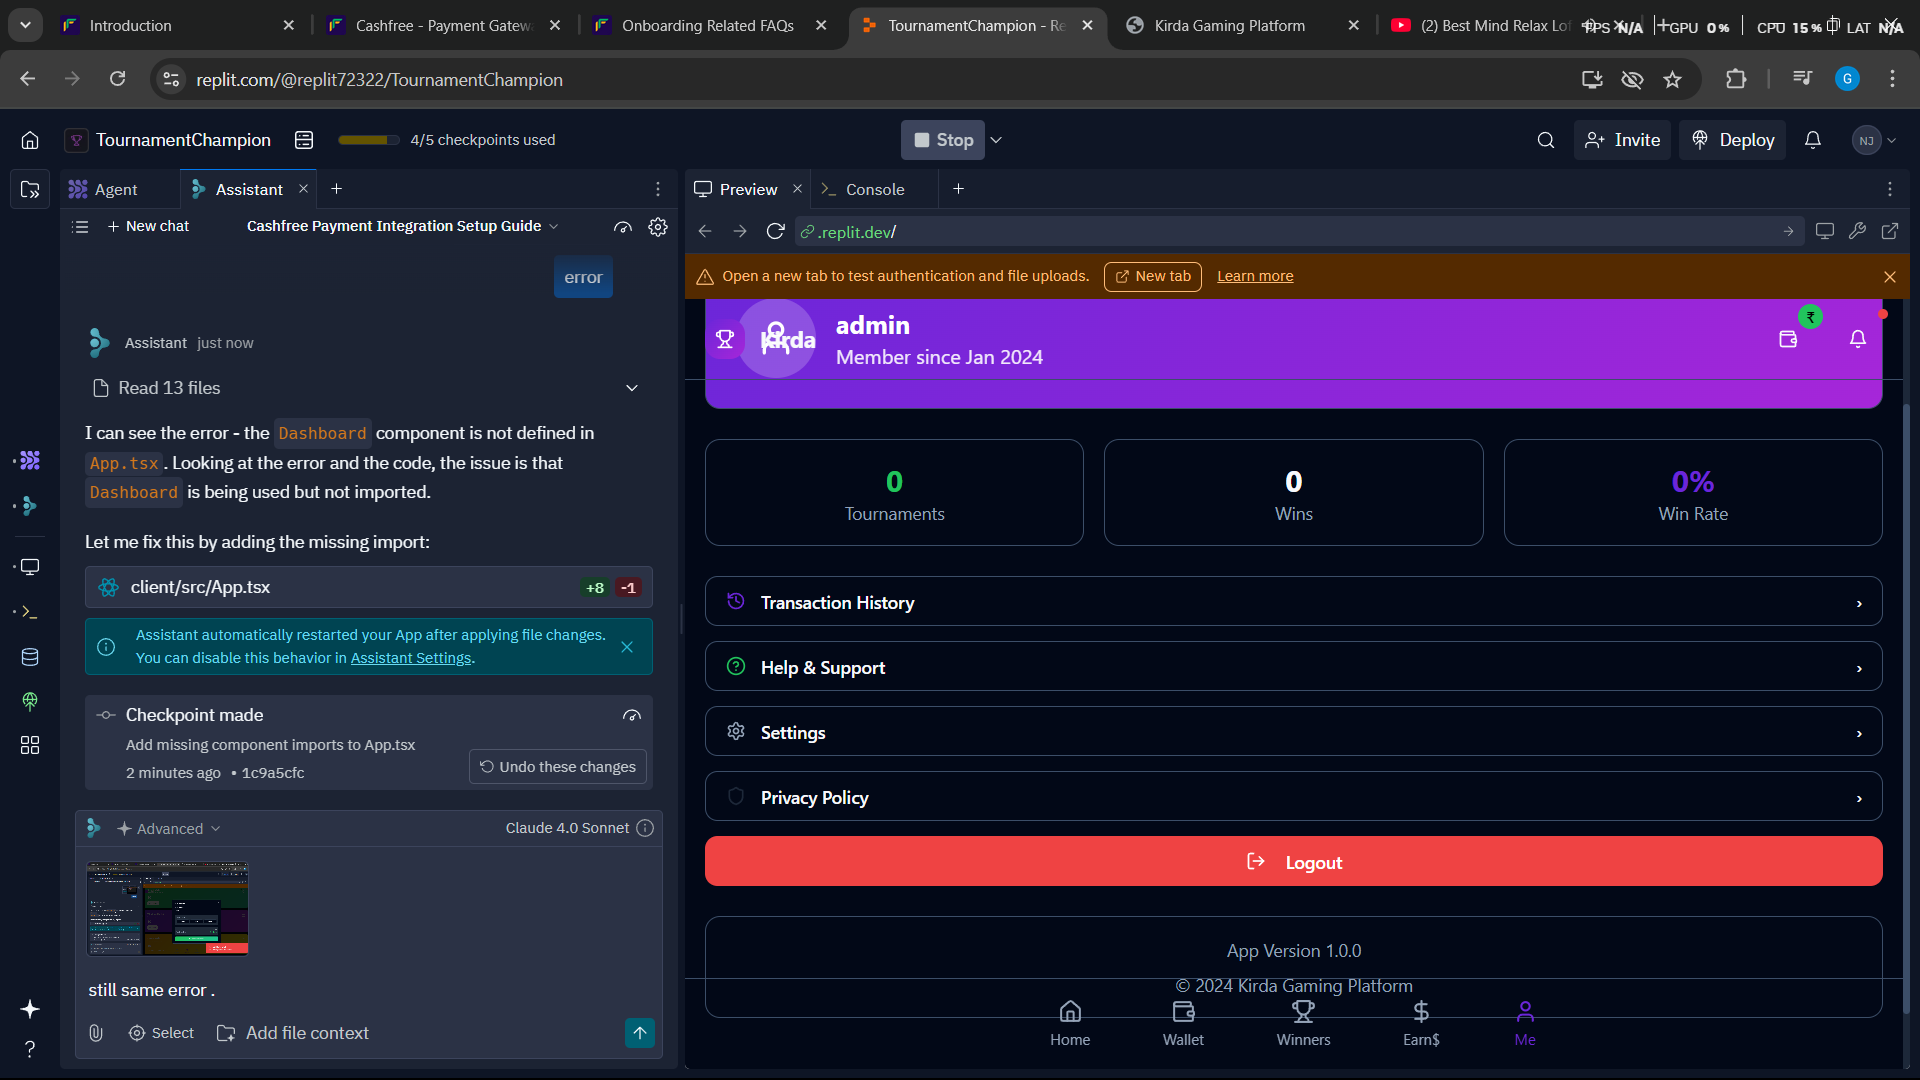 Introduction
Cashfree - Payment Gatew
Onboarding Related FAQs
TournamentChampion - Re
Kirda Gaming Platform
(2) Best Mind Relax Lof
FPS N/A
GPU 0 %
CPU 15 %
LAT N/A
replit.com/@replit72322/TournamentChampion
G
TournamentChampion
4/5 checkpoints used
Stop
Invite
Deploy
NJ
Agent
Assistant
Preview
Console
New chat
Cashfree Payment Integration Setup Guide
.replit.dev/
error
Open a new tab to test authentication and file uploads.
New tab
Learn more
Assistant just now
Read 13 files
I can see the error - the Dashboard component is not defined in
App.tsx. Looking at the error and the code, the issue is that
Dashboard is being used but not imported.
Let me fix this by adding the missing import:
client/src/App.tsx
+8 -1
Assistant automatically restarted your App after applying file changes.
You can disable this behavior in Assistant Settings.
Checkpoint made
Add missing component imports to App.tsx
2 minutes ago • 1c9a5cfc
Undo these changes
Advanced
Claude 4.0 Sonnet
still same error .
Select
Add file context
Kirda
admin
Member since Jan 2024
₹
0
Tournaments
0
Wins
0%
Win Rate
Transaction History
Help & Support
Settings
Privacy Policy
Logout
App Version 1.0.0
© 2024 Kirda Gaming Platform
Home
Wallet
Winners
Earn$
Me